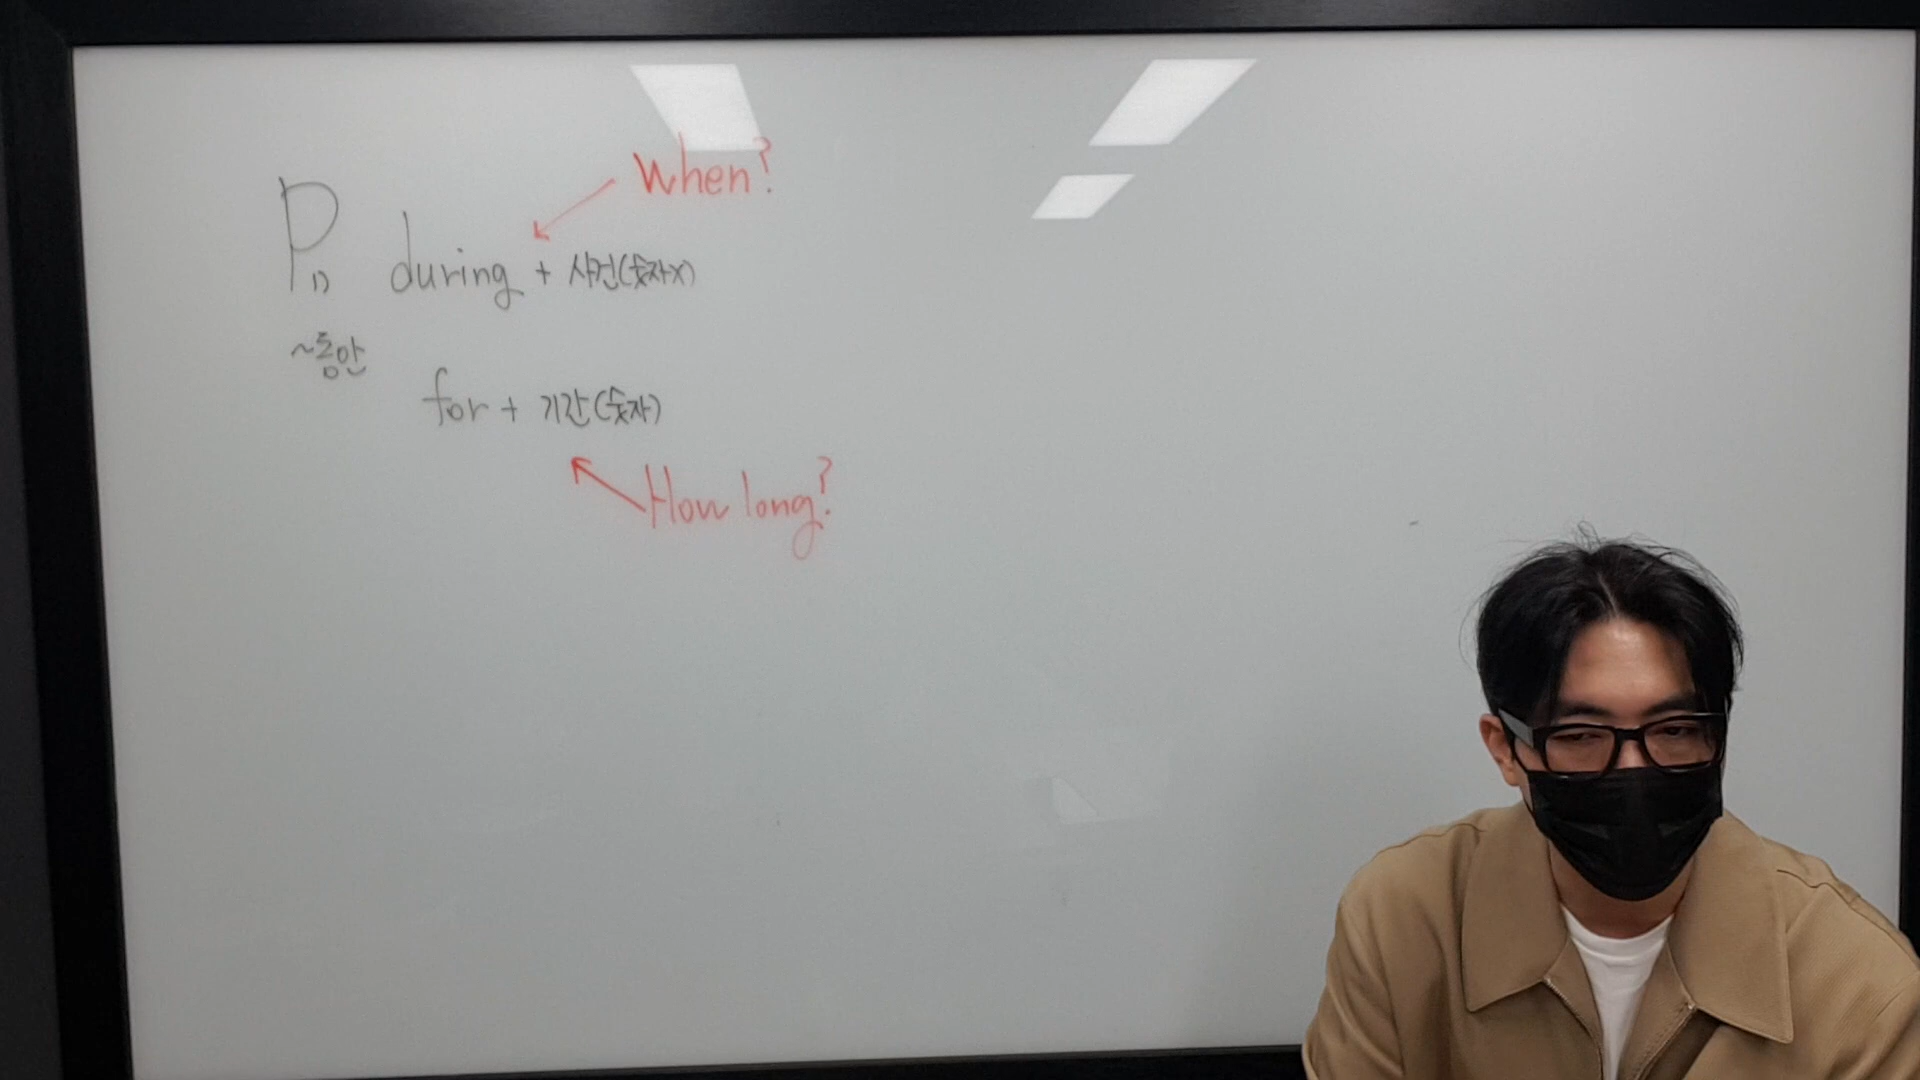 When?
P.1) during + 사건(숫자x)
~동안
for + 기간(숫자)
How long?